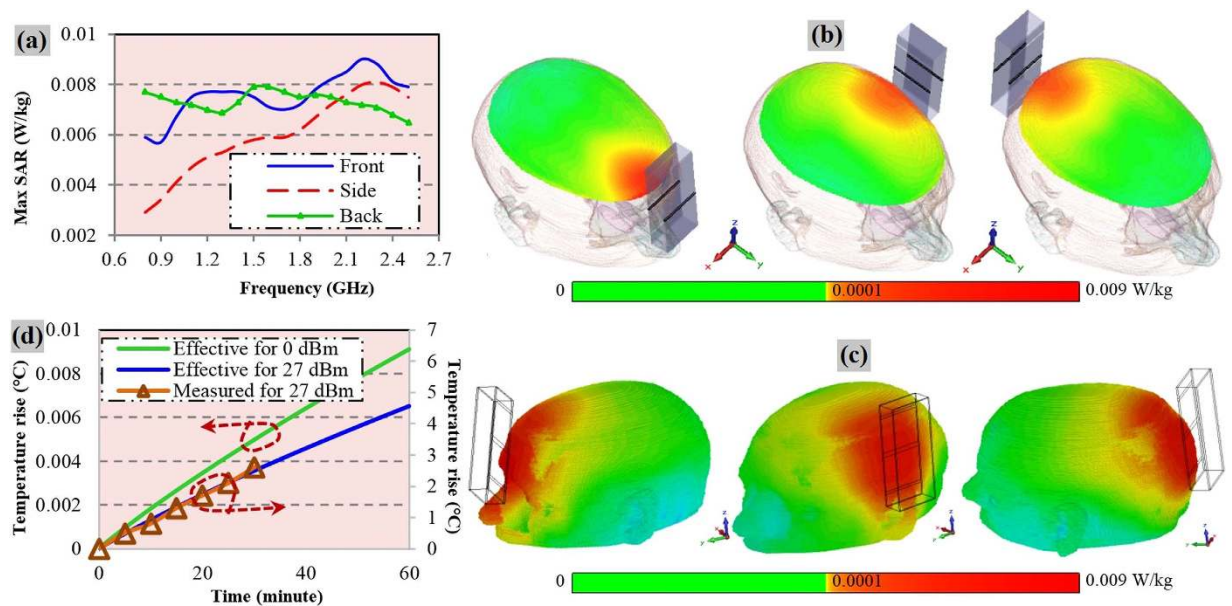 (a)
0.01
0.008
0.006
0.004
0.002
Max SAR (W/kg)
Front
Side
Back
0.6 0.9 1.2 1.5 1.8 2.1 2.4 2.7
Frequency (GHz)
(b)
z
x
y
z
x
y
0 0.0001 0.009 W/kg
(d)
0.01
0.008
0.006
0.004
0.002
0
Temperature rise (°C)
Effective for 0 dBm
Effective for 27 dBm
Measured for 27 dBm
7
6
5
4
3
2
1
0
Temperature rise (°C)
0 20 40 60
Time (minute)
(c)
0 0.0001 0.009 W/kg